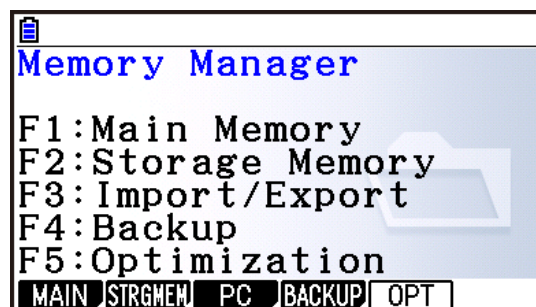 Memory Manager
F1:Main Memory
F2:Storage Memory
F3:Import/Export
F4:Backup
F5:Optimization
MAIN STRGMEM PC BACKUP OPT